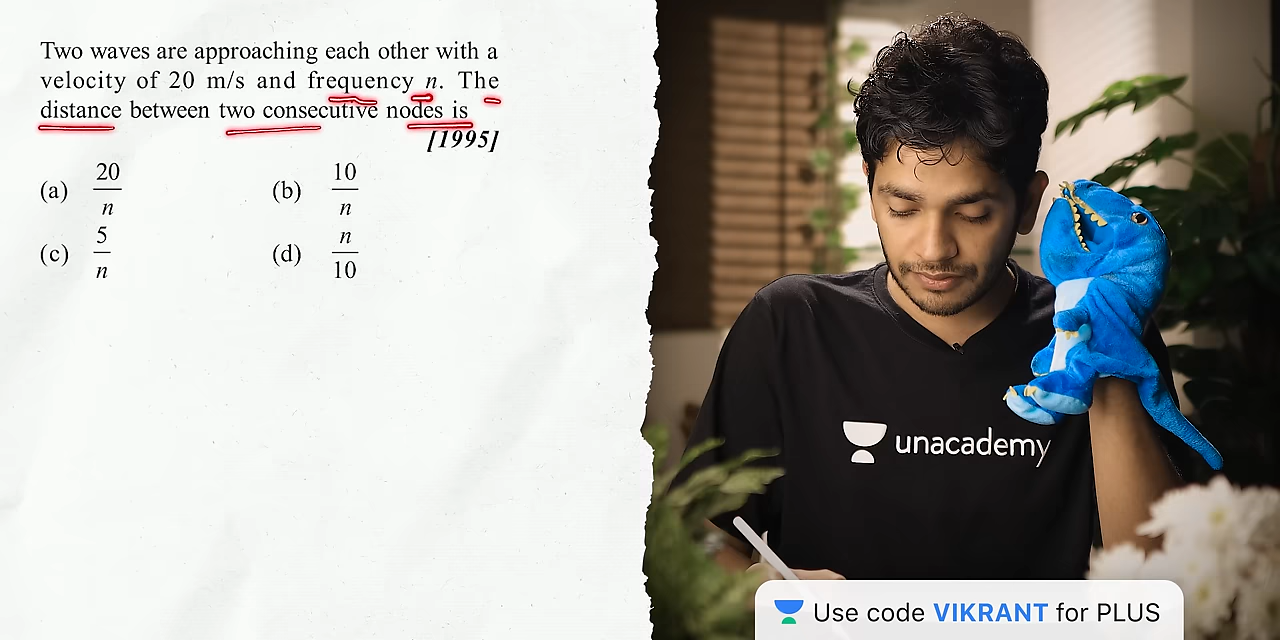 Two waves are approaching each other with a
velocity of 20 m/s and frequency n. The
distance between two consecutive nodes is
[1995]
(a) 20/n (b) 10/n
(c) 5/n (d) n/10
unacademy
Use code VIKRANT for PLUS